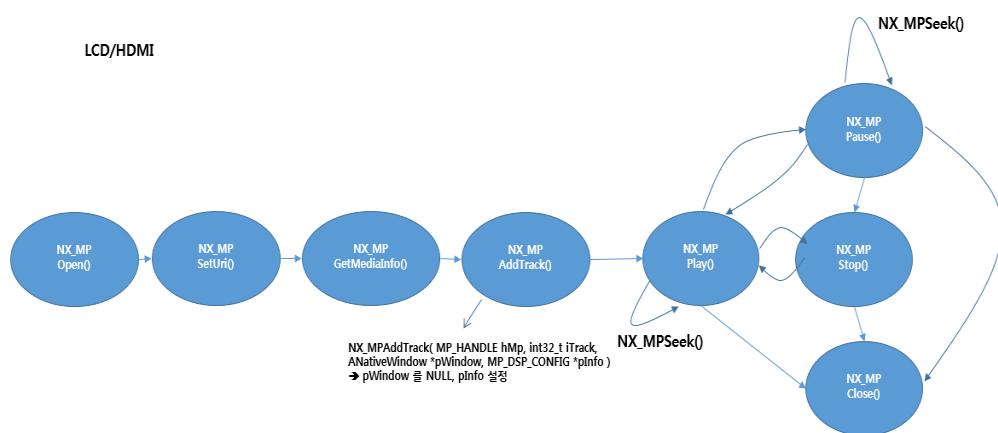 LCD/HDMI
NX_MPSeek()
NX_MP
Pause()
NX_MP
Open()
NX_MP
SetUri()
NX_MP
GetMediaInfo()
NX_MP
AddTrack()
NX_MP
Play()
NX_MP
Stop()
NX_MPSeek()
NX_MPAddTrack( MP_HANDLE hMp, int32_t iTrack,
ANativeWindow *pWindow, MP_DSP_CONFIG *pInfo )
➔ pWindow 를 NULL, pInfo 설정
NX_MP
Close()